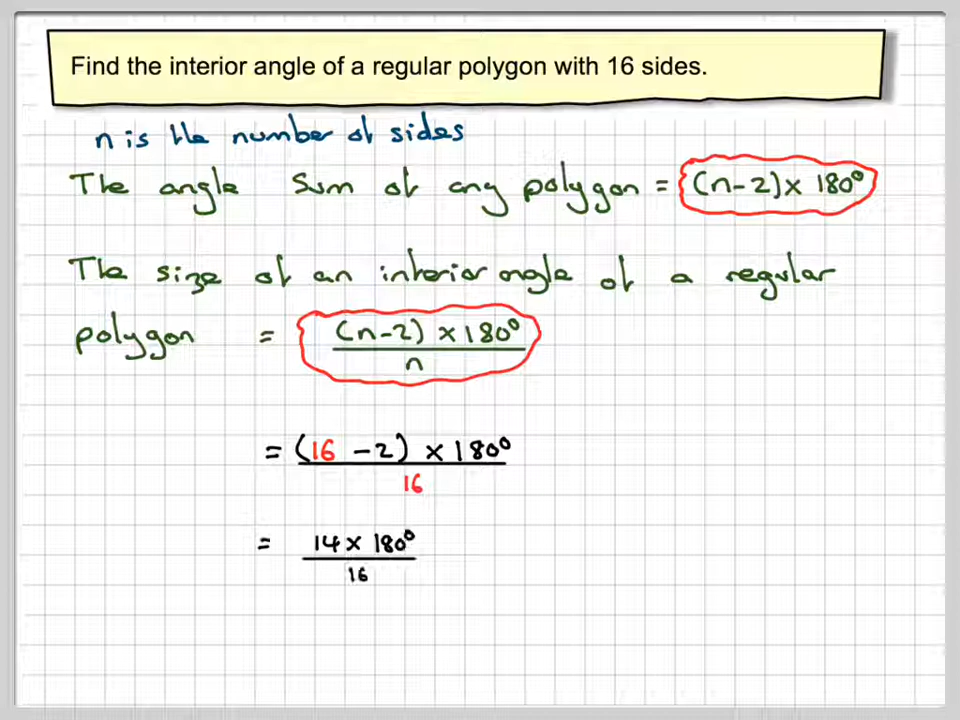 Find the interior angle of a regular polygon with 16 sides.
n is the number of sides
The angle Sum of any polygon = (n-2) x 180°
The size of an interior angle of a regular
polygon = (n-2) x 180°
n
= (16 - 2) x 180°
16
= 14 x 180°
16